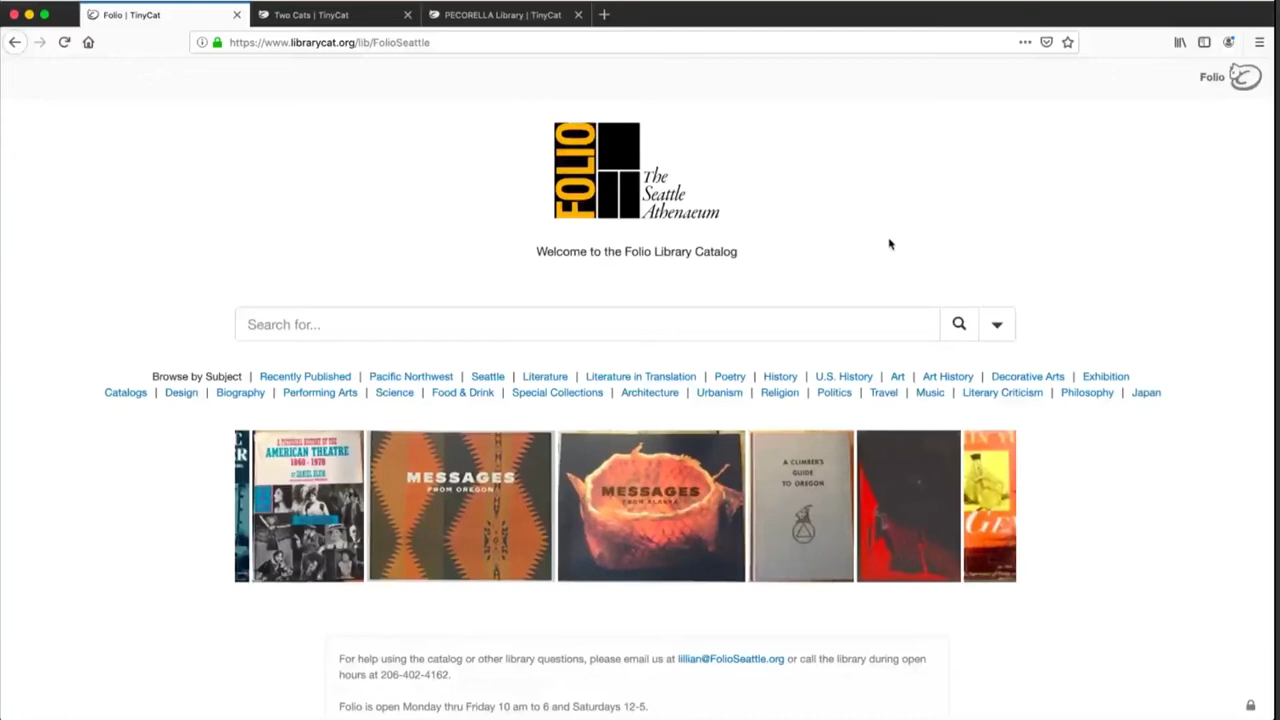 Folio | TinyCat
Two Cats | TinyCat
PECORELLA Library | TinyCat
https://www.librarycat.org/lib/FolioSeattle
Folio
FOLIO
The
Seattle
Athenaeum
Welcome to the Folio Library Catalog
Search for...
Browse by Subject | Recently Published | Pacific Northwest | Seattle | Literature | Literature in Translation | Poetry | History | U.S. History | Art | Art History | Decorative Arts | Exhibition
Catalogs | Design | Biography | Performing Arts | Science | Food & Drink | Special Collections | Architecture | Urbanism | Religion | Politics | Travel | Music | Literary Criticism | Philosophy | Japan
A PICTORIAL HISTORY OF THE
AMERICAN THEATRE
1860-1970
BY DANIEL BLUM
MESSAGES
FROM OREGON
MESSAGES
FROM ALASKA
A CLIMBER'S
GUIDE
TO OREGON
For help using the catalog or other library questions, please email us at lillian@FolioSeattle.org or call the library during open
hours at 206-402-4162.
Folio is open Monday thru Friday 10 am to 6 and Saturdays 12-5.